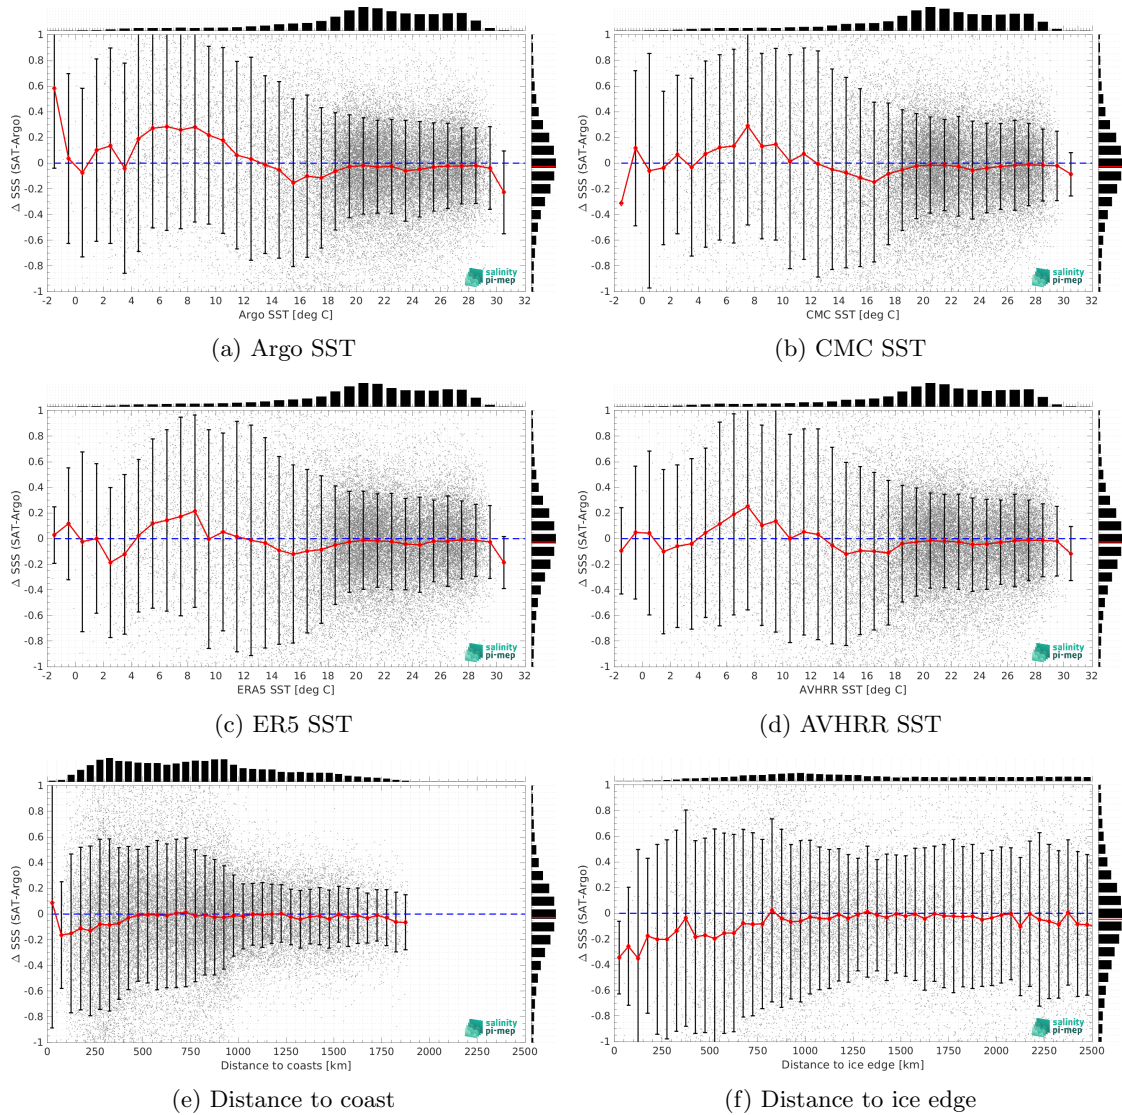 1
0.8
0.6
0.4
0.2
0
-0.2
-0.4
-0.6
-0.8
-1
Δ SSS (SAT-Argo)
salinity
pi-mep
-2 0 2 4 6 8 10 12 14 16 18 20 22 24 26 28 30 32
Argo SST [deg C]
(a) Argo SST
1
0.8
0.6
0.4
0.2
0
-0.2
-0.4
-0.6
-0.8
-1
Δ SSS (SAT-Argo)
salinity
pi-mep
-2 0 2 4 6 8 10 12 14 16 18 20 22 24 26 28 30 32
CMC SST [deg C]
(b) CMC SST
1
0.8
0.6
0.4
0.2
0
-0.2
-0.4
-0.6
-0.8
-1
Δ SSS (SAT-Argo)
salinity
pi-mep
-2 0 2 4 6 8 10 12 14 16 18 20 22 24 26 28 30 32
ERA5 SST [deg C]
(c) ER5 SST
1
0.8
0.6
0.4
0.2
0
-0.2
-0.4
-0.6
-0.8
-1
Δ SSS (SAT-Argo)
salinity
pi-mep
-2 0 2 4 6 8 10 12 14 16 18 20 22 24 26 28 30 32
AVHRR SST [deg C]
(d) AVHRR SST
1
0.8
0.6
0.4
0.2
0
-0.2
-0.4
-0.6
-0.8
-1
Δ SSS (SAT-Argo)
salinity
pi-mep
0 250 500 750 1000 1250 1500 1750 2000 2250 2500
Distance to coasts [km]
(e) Distance to coast
1
0.8
0.6
0.4
0.2
0
-0.2
-0.4
-0.6
-0.8
-1
Δ SSS (SAT-Argo)
salinity
pi-mep
0 250 500 750 1000 1250 1500 1750 2000 2250 2500
Distance to ice edge [km]
(f) Distance to ice edge